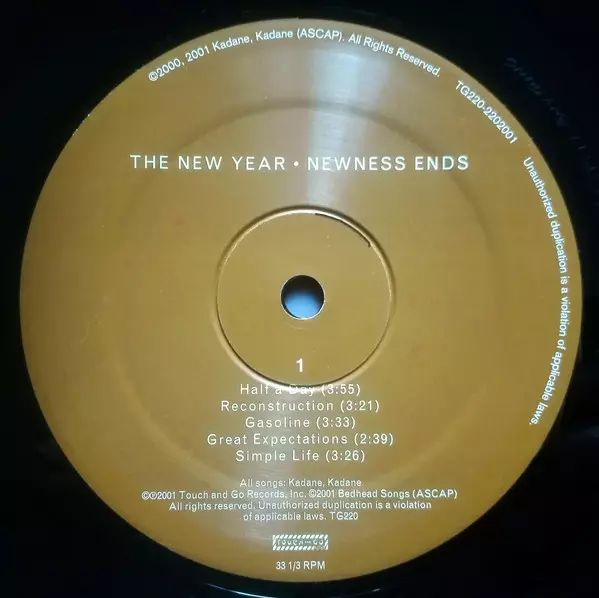 ©2000, 2001 Kadane, Kadane (ASCAP). All Rights Reserved.
TG220-2202001
Unauthorized duplication is a violation of applicable laws.
THE NEW YEAR • NEWNESS ENDS
1
Half a Day (3:55)
Reconstruction (3:21)
Gasoline (3:33)
Great Expectations (2:39)
Simple Life (3:26)
All songs: Kadane, Kadane
©℗2001 Touch and Go Records, Inc. ©2001 Bedhead Songs (ASCAP)
All rights reserved. Unauthorized duplication is a violation
of applicable laws. TG220
TOUCH AND GO
33 1/3 RPM